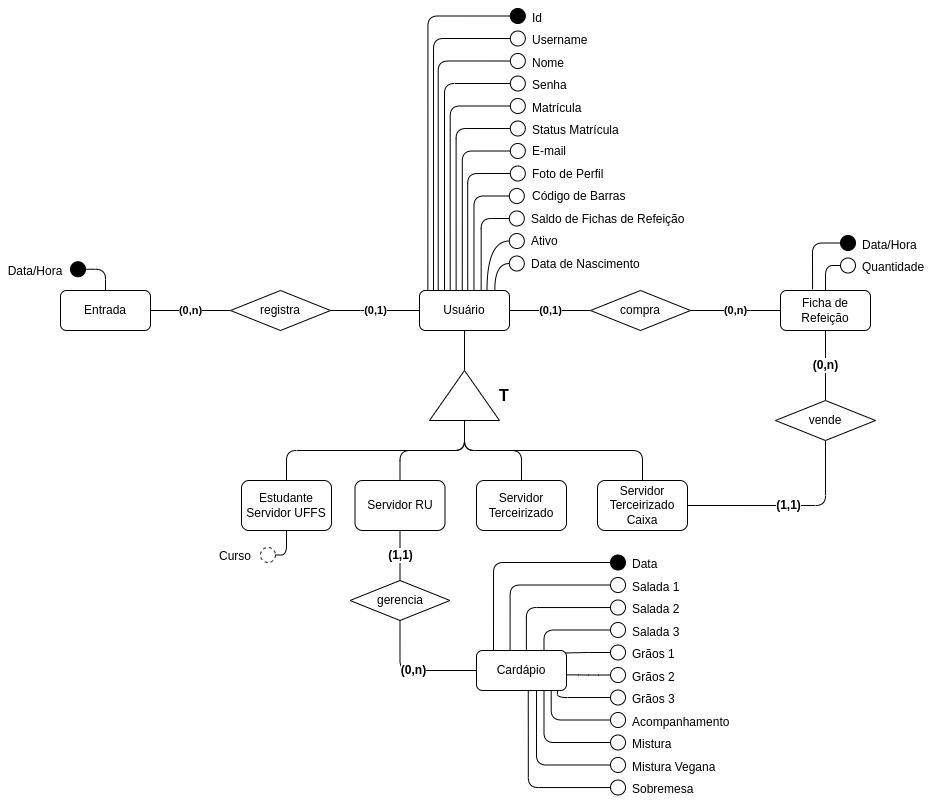 Id
Username
Nome
Senha
Matrícula
Status Matrícula
E-mail
Foto de Perfil
Código de Barras
Saldo de Fichas de Refeição
Ativo
Data de Nascimento
Data/Hora
Data/Hora
Quantidade
Entrada
(0,n)
registra
(0,1)
Usuário
(0,1)
compra
(0,n)
Ficha de
Refeição
(0,n)
T
vende
Estudante
Servidor UFFS
Servidor RU
Servidor
Terceirizado
Servidor
Terceirizado
Caixa
(1,1)
Curso
(1,1)
gerencia
(0,n)
Cardápio
Data
Salada 1
Salada 2
Salada 3
Grãos 1
Grãos 2
Grãos 3
Acompanhamento
Mistura
Mistura Vegana
Sobremesa